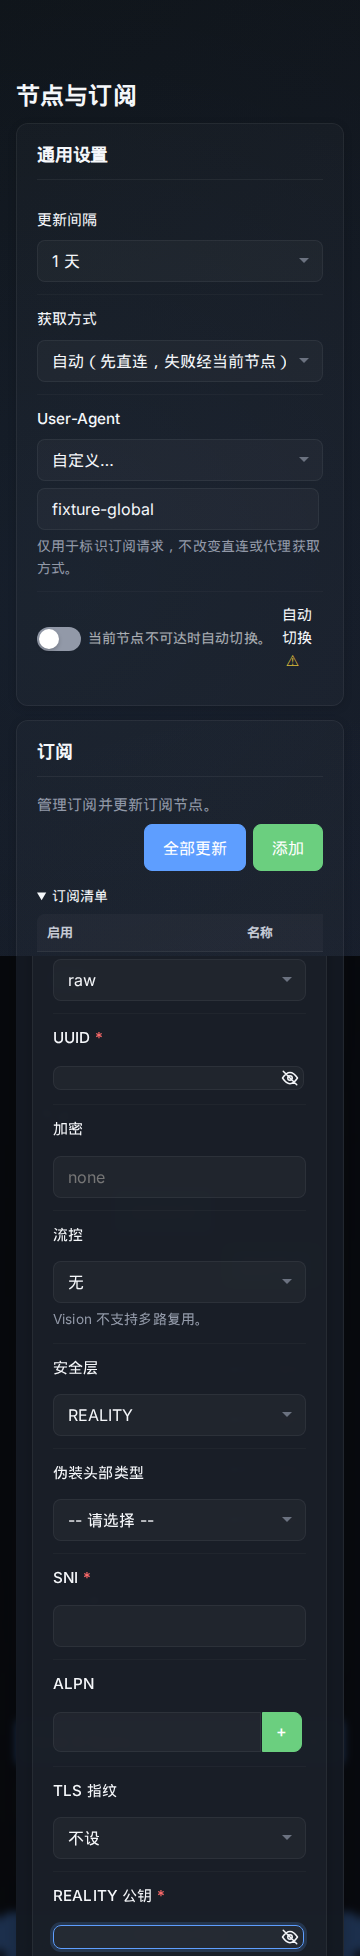 节点与订阅
通用设置
更新间隔
1 天
获取方式
自动（先直连，失败经当前节点）
User-Agent
自定义...
fixture-global
仅用于标识订阅请求，不改变直连或代理获取
方式。
自动
当前节点不可达时自动切换。 切换
⚠
订阅
管理订阅并更新订阅节点。
全部更新 添加
▼ 订阅清单
启用 名称
raw
UUID *
加密
none
流控
无
Vision 不支持多路复用。
安全层
REALITY
伪装头部类型
-- 请选择 --
SNI *
ALPN
+
TLS 指纹
不设
REALITY 公钥 *